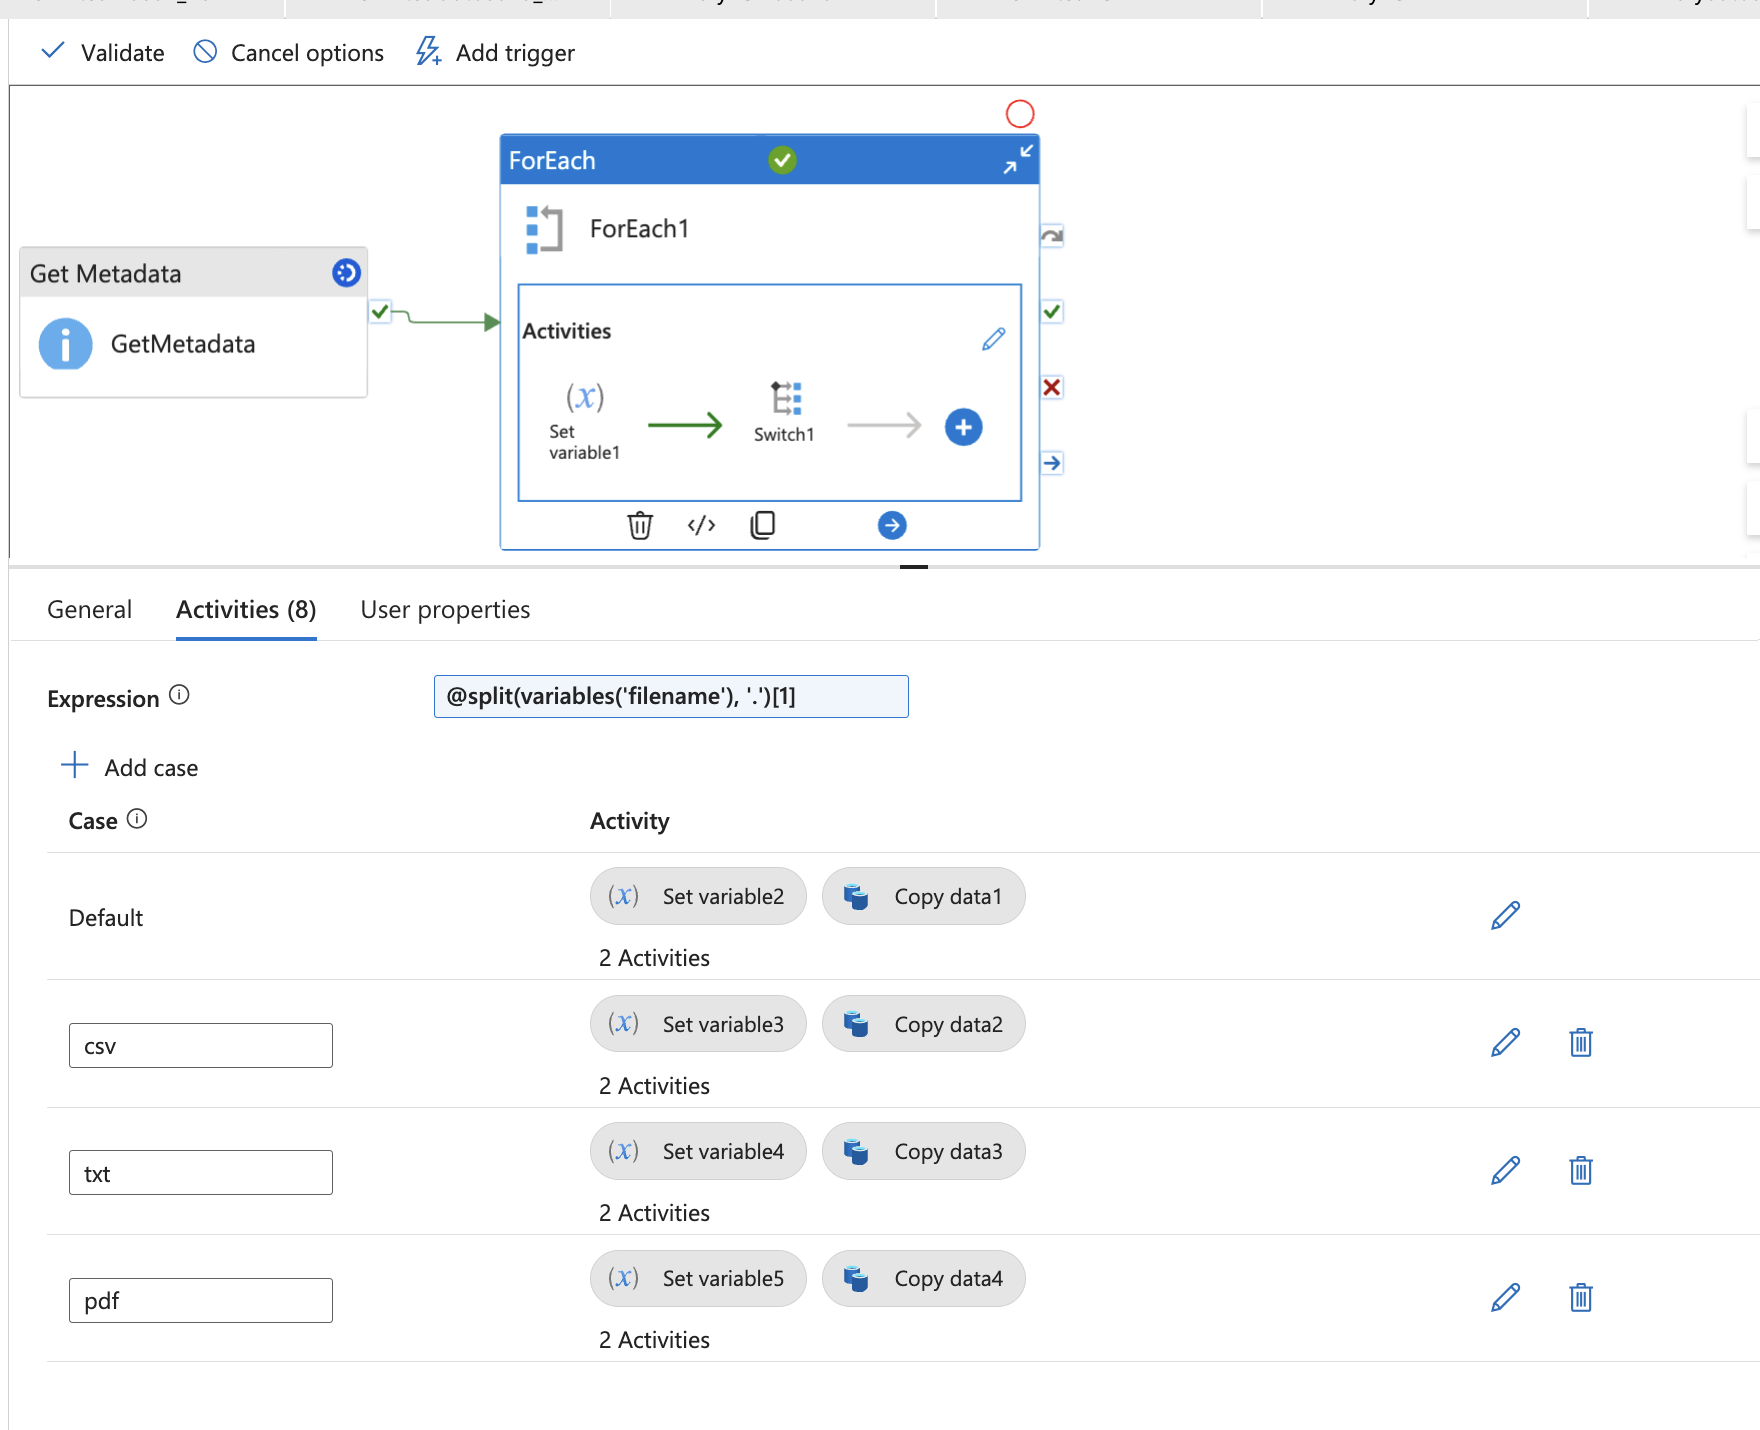 Validate
Cancel options
Add trigger
ForEach
ForEach1
Get Metadata
GetMetadata
Activities
(x)
Set
variable1
Switch1
</>
General
Activities (8)
User properties
Expression
@split(variables('filename'), '.')[1]
Add case
Case
Activity
Default
(x) Set variable2
Copy data1
2 Activities
csv
(x) Set variable3
Copy data2
2 Activities
txt
(x) Set variable4
Copy data3
2 Activities
pdf
(x) Set variable5
Copy data4
2 Activities